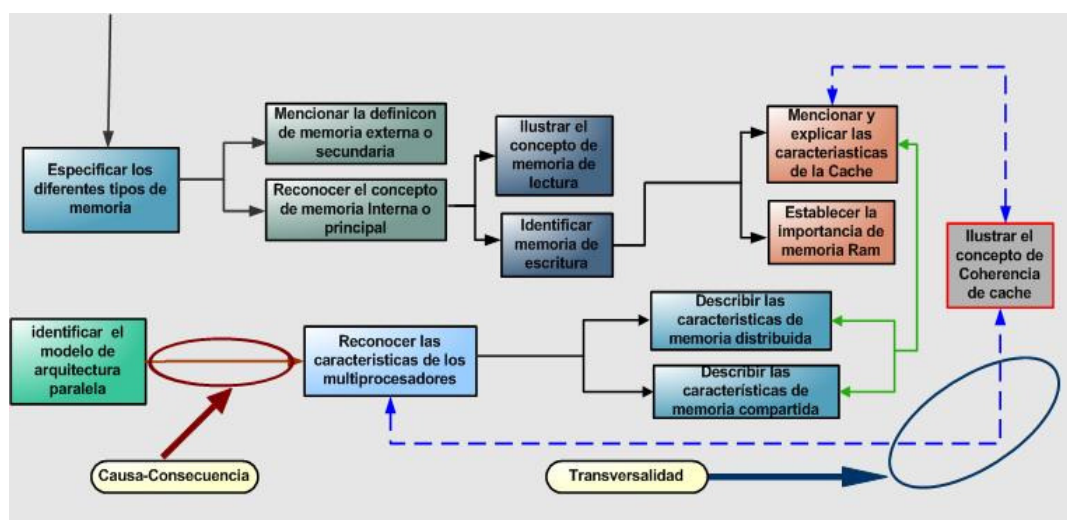 Especificar los
diferentes tipos de
memoria
Mencionar la definicon
de memoria externa o
secundaria
Reconocer el concepto
de memoria Interna o
principal
Ilustrar el
concepto de
memoria de
lectura
Identificar
memoria de
escritura
Mencionar y
explicar las
caracteriasticas
de la Cache
Establecer la
importancia de
memoria Ram
Ilustrar el
concepto de
Coherencia
de cache
identificar el
modelo de
arquitectura
paralela
Reconocer las
caracteristicas de los
multiprocesadores
Describir las
caracteristicas de
memoria distribuida
Describir las
características de
memoria compartida
Causa-Consecuencia
Transversalidad